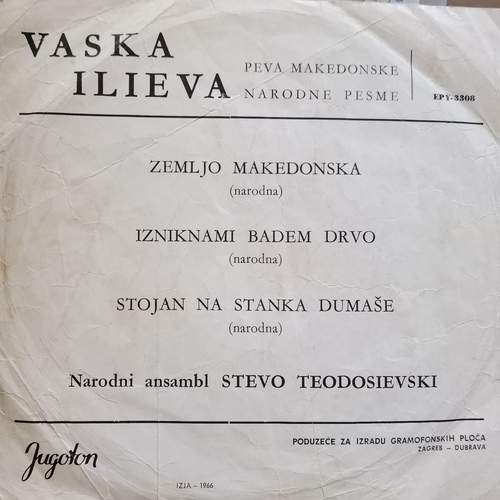 VASKA
ILIEVA
PEVA MAKEDONSKE
NARODNE PESME
EPY-3308
ZEMLJO MAKEDONSKA
(narodna)
IZNIKNAMI BADEM DRVO
(narodna)
STOJAN NA STANKA DUMAŠE
(narodna)
Narodni ansambl STEVO TEODOSIEVSKI
Jugoton
PODUZEĆE ZA IZRADU GRAMOFONSKIH PLOČA
ZAGREB – DUBRAVA
IZJA – 1966